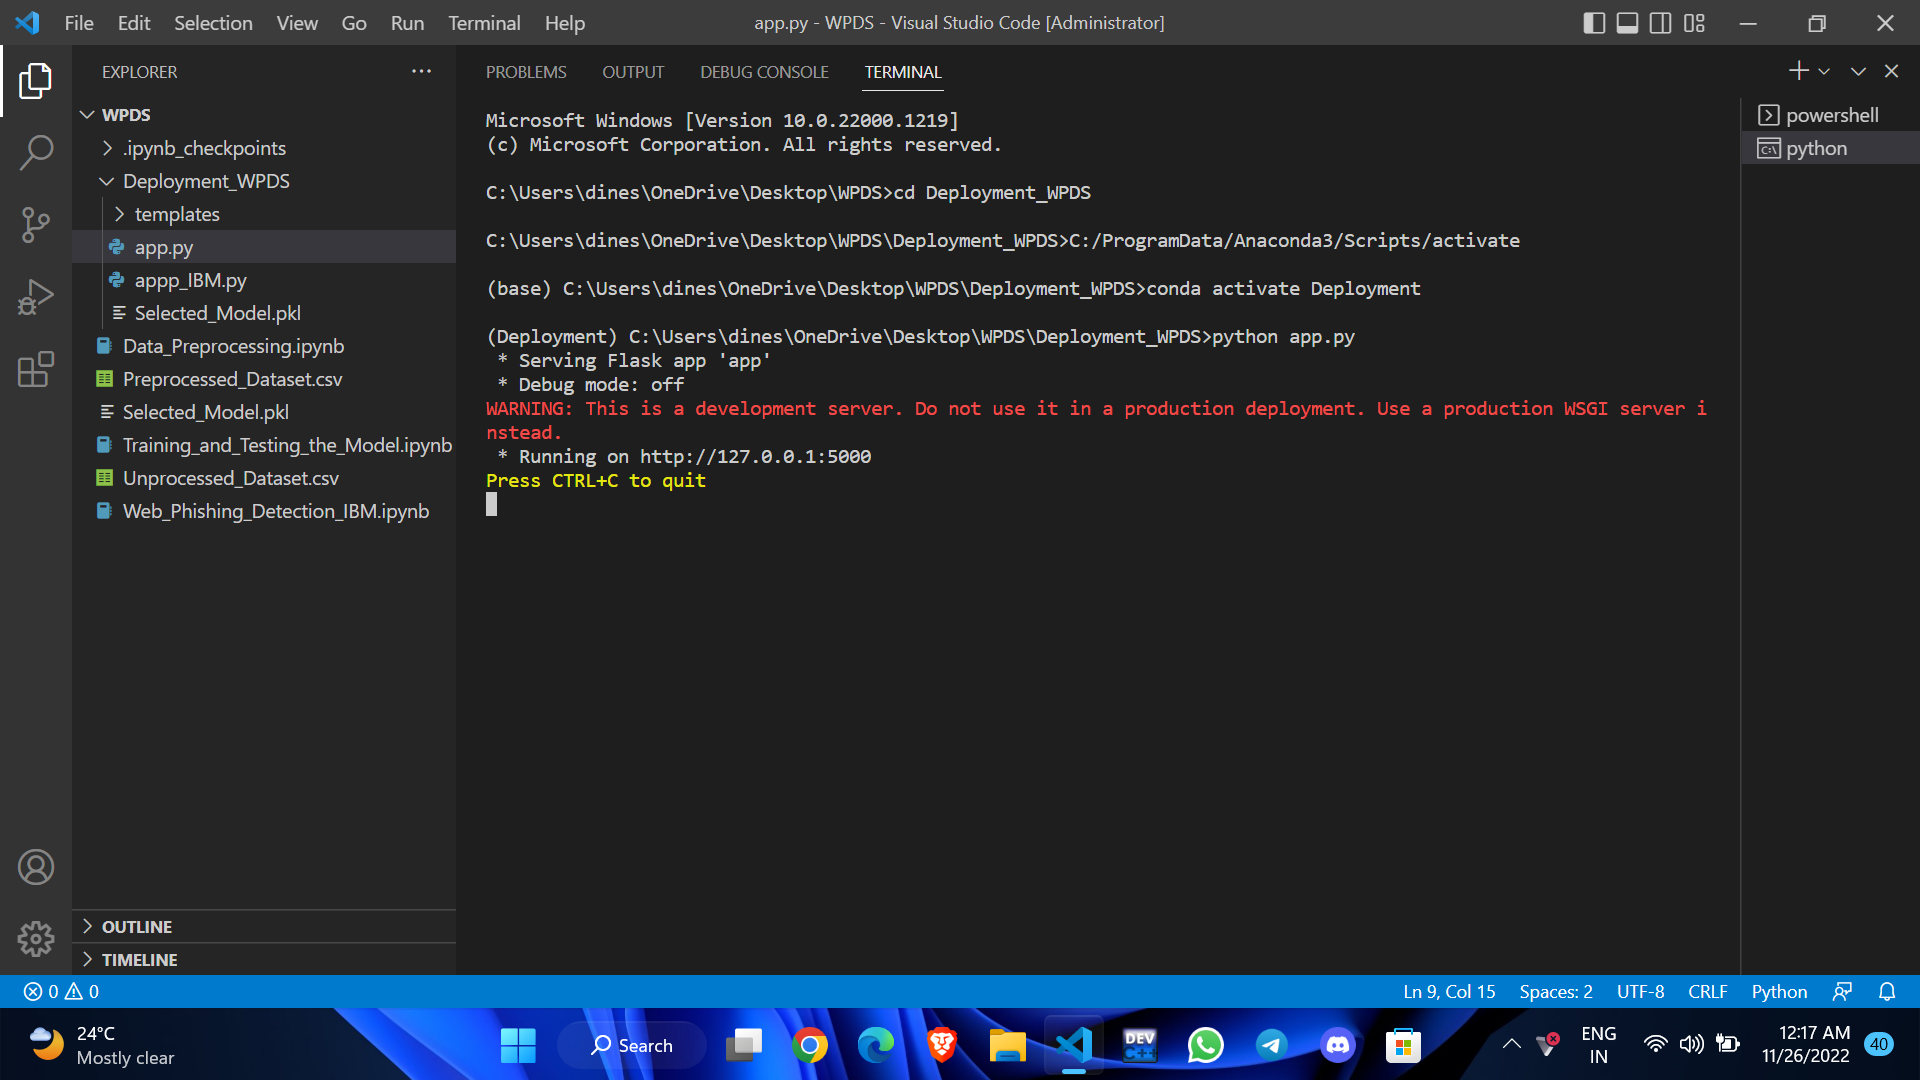 File Edit Selection View Go Run Terminal Help
app.py - WPDS - Visual Studio Code [Administrator]
EXPLORER
WPDS
.ipynb_checkpoints
Deployment_WPDS
templates
app.py
appp_IBM.py
Selected_Model.pkl
Data_Preprocessing.ipynb
Preprocessed_Dataset.csv
Selected_Model.pkl
Training_and_Testing_the_Model.ipynb
Unprocessed_Dataset.csv
Web_Phishing_Detection_IBM.ipynb
OUTLINE
TIMELINE
PROBLEMS OUTPUT DEBUG CONSOLE TERMINAL
Microsoft Windows [Version 10.0.22000.1219]
(c) Microsoft Corporation. All rights reserved.
C:\Users\dines\OneDrive\Desktop\WPDS>cd Deployment_WPDS
C:\Users\dines\OneDrive\Desktop\WPDS\Deployment_WPDS>C:/ProgramData/Anaconda3/Scripts/activate
(base) C:\Users\dines\OneDrive\Desktop\WPDS\Deployment_WPDS>conda activate Deployment
(Deployment) C:\Users\dines\OneDrive\Desktop\WPDS\Deployment_WPDS>python app.py
* Serving Flask app 'app'
* Debug mode: off
WARNING: This is a development server. Do not use it in a production deployment. Use a production WSGI server i
nstead.
* Running on http://127.0.0.1:5000
Press CTRL+C to quit
powershell
python
0 0
Ln 9, Col 15 Spaces: 2 UTF-8 CRLF Python
24°C
Mostly clear
Search
DEV
C++
ENG
IN
12:17 AM
11/26/2022
40